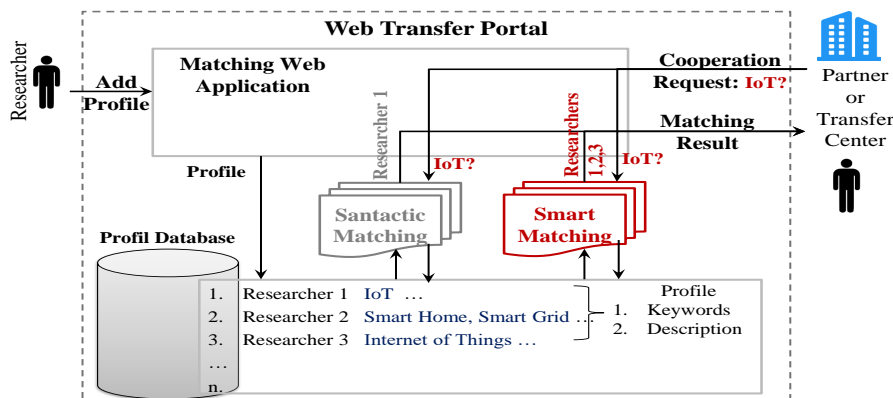 Web Transfer Portal
Researcher
Add
Profile
Matching Web
Application
Cooperation
Request: IoT?
Partner
or
Transfer
Center
Matching
Result
Researcher 1
Researchers
1,2,3
IoT?
IoT?
Profile
Santactic
Matching
Smart
Matching
Profil Database
1. Researcher 1 IoT …
2. Researcher 2 Smart Home, Smart Grid …
3. Researcher 3 Internet of Things …
…
n.
Profile
1. Keywords
2. Description